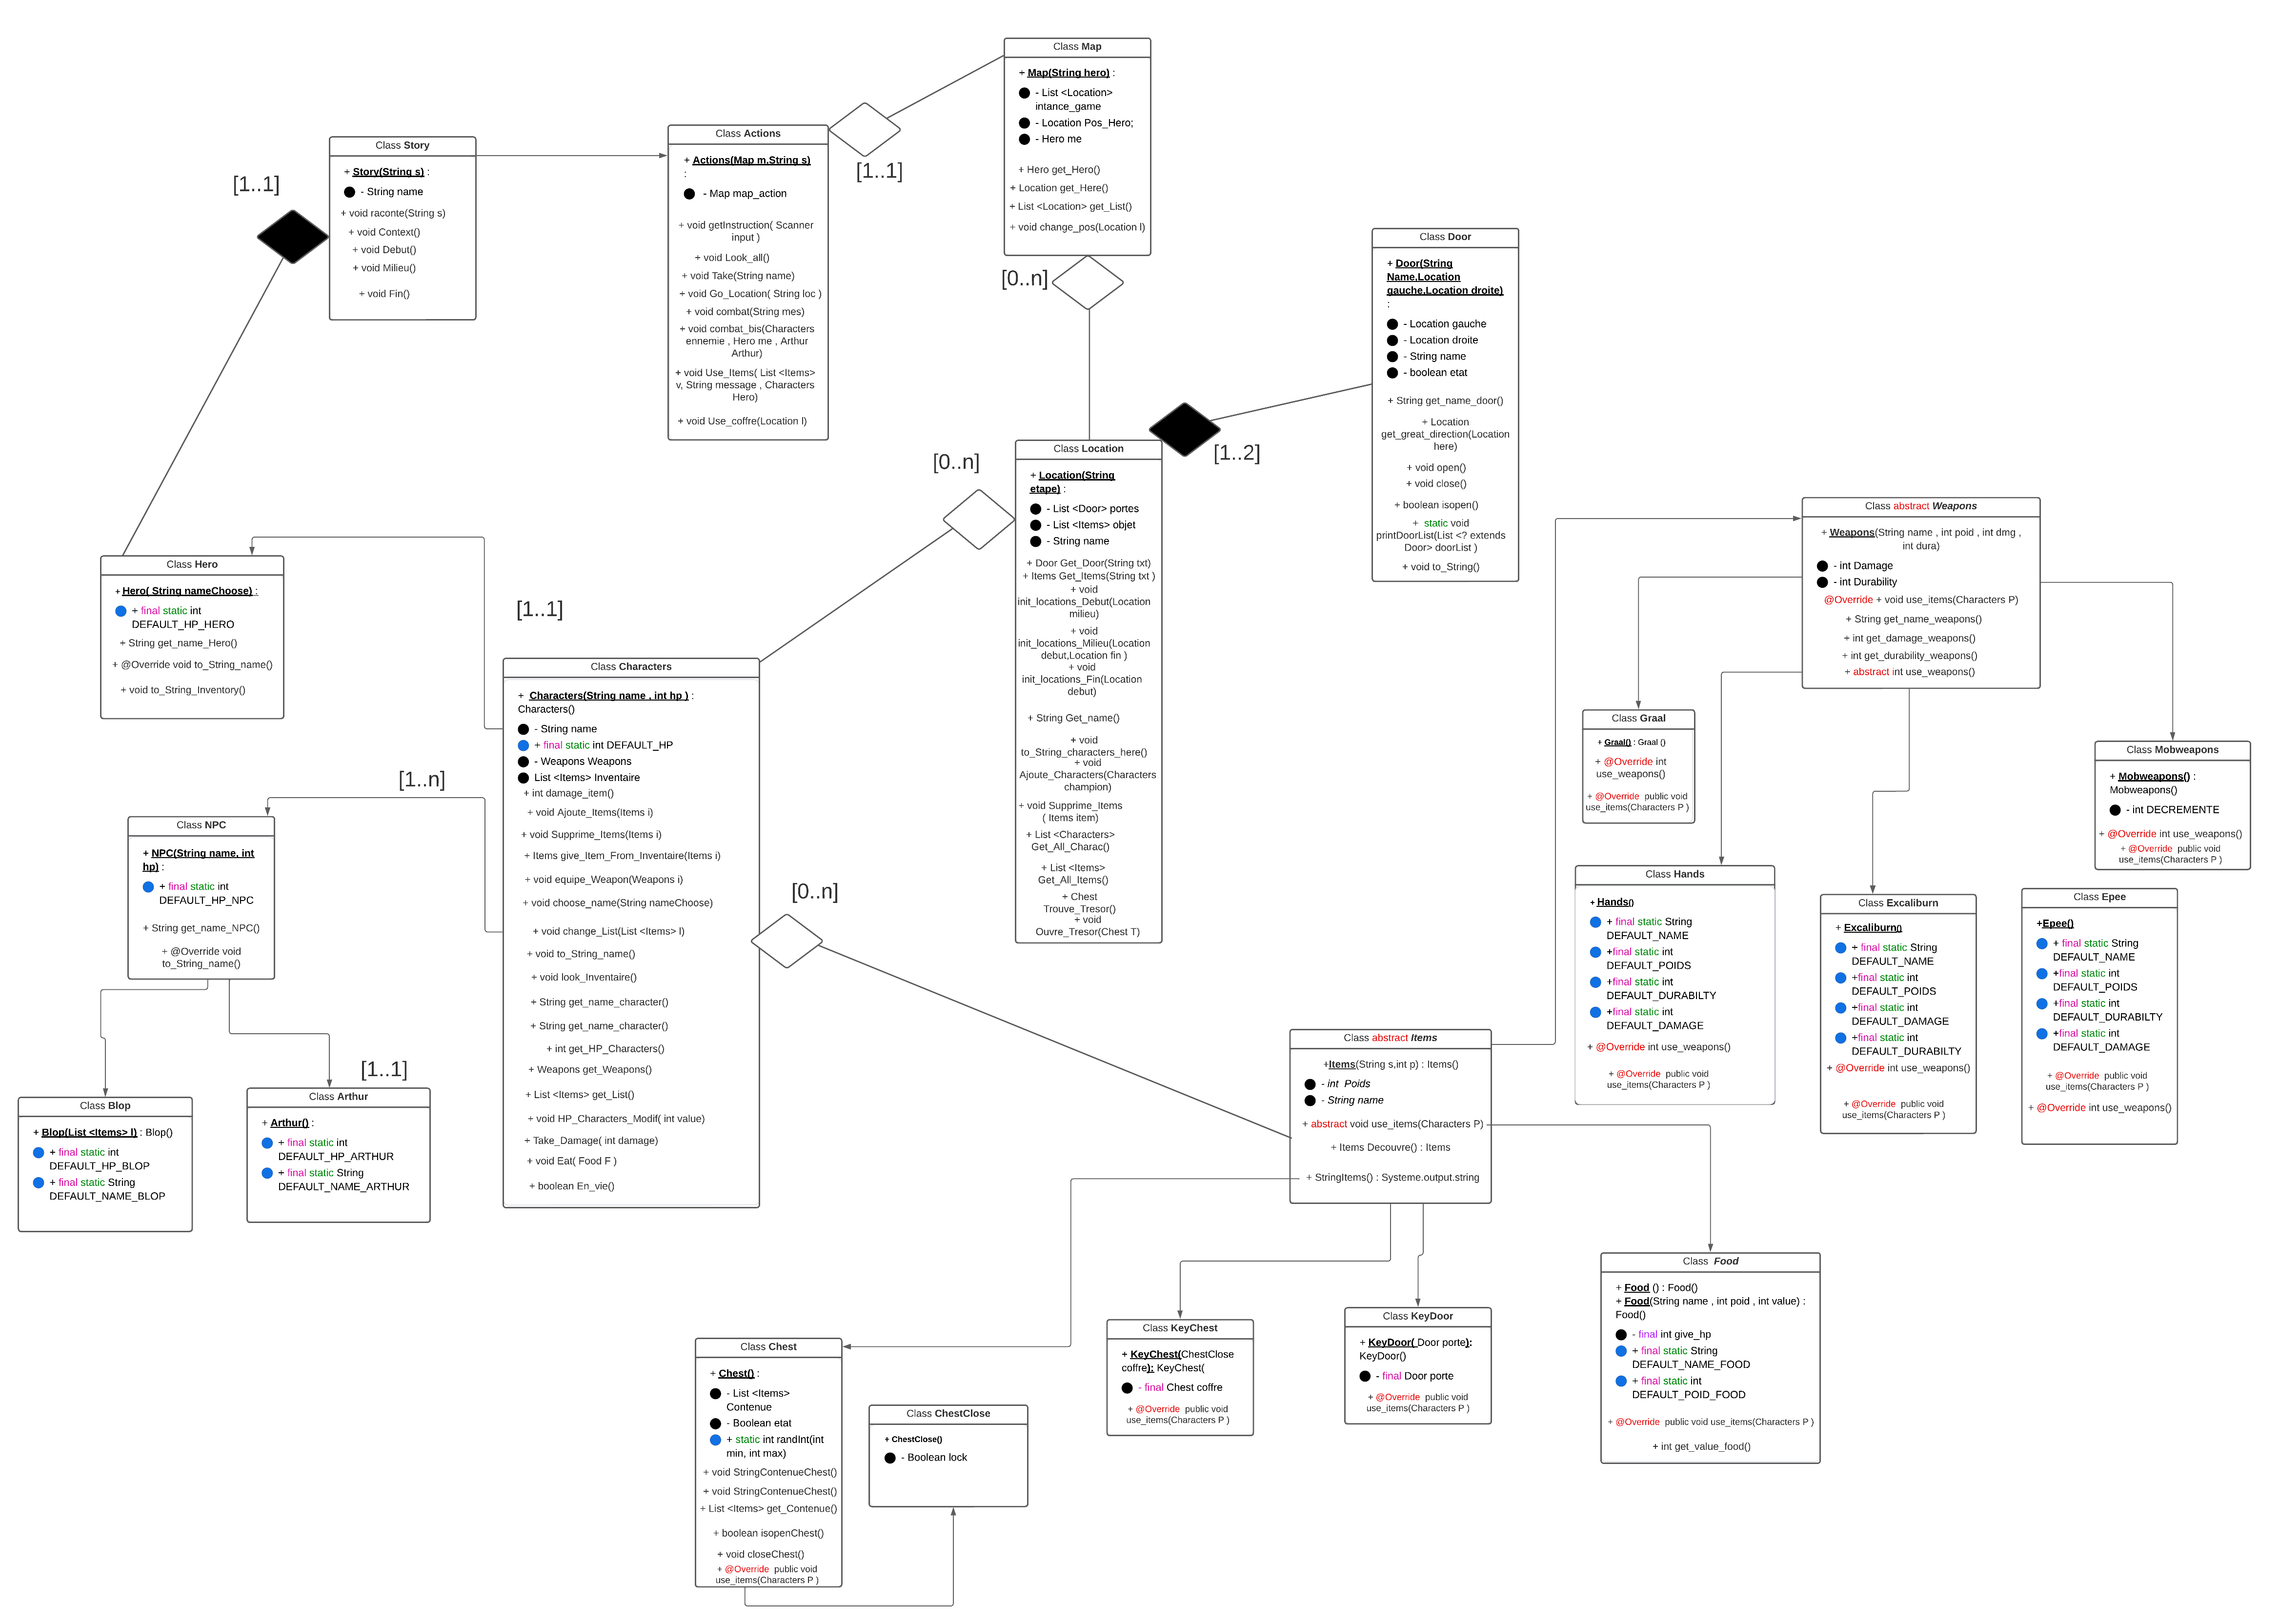 Class Map
+ Map(String hero) :
- List <Location>
intance_game
- Location Pos_Hero;
- Hero me
+ Hero get_Hero()
+ Location get_Here()
+ List <Location> get_List()
+ void change_pos(Location l)
[1..1]
[0..n]
Class Actions
+ Actions(Map m,String s)
:
- Map map_action
+ void getInstruction( Scanner
input )
+ void Look_all()
+ void Take(String name)
+ void Go_Location( String loc )
+ void combat(String mes)
+ void combat_bis(Characters
ennemie , Hero me , Arthur
Arthur)
+ void Use_Items( List <Items>
v, String message , Characters
Hero)
+ void Use_coffre(Location l)
Class Story
+ Story(String s) :
- String name
+ void raconte(String s)
+ void Context()
+ void Debut()
+ void Milieu()
+ void Fin()
[1..1]
Class Door
+ Door(String
Name,Location
gauche,Location droite)
:
- Location gauche
- Location droite
- String name
- boolean etat
+ String get_name_door()
+ Location
get_great_direction(Location
here)
+ void open()
+ void close()
+ boolean isopen()
+ static void
printDoorList(List <? extends
Door> doorList )
+ void to_String()
[1..2]
[0..n]
Class Location
+ Location(String
etape) :
- List <Door> portes
- List <Items> objet
- String name
+ Door Get_Door(String txt)
+ Items Get_Items(String txt )
+ void
init_locations_Debut(Location
milieu)
+ void
init_locations_Milieu(Location
debut,Location fin )
+ void
init_locations_Fin(Location
debut)
+ String Get_name()
+ void
to_String_characters_here()
+ void
Ajoute_Characters(Characters
champion)
+ void Supprime_Items
( Items item)
+ List <Characters>
Get_All_Charac()
+ List <Items>
Get_All_Items()
+ Chest
Trouve_Tresor()
+ void
Ouvre_Tresor(Chest T)
Class Hero
+ Hero( String nameChoose) :
+ final static int
DEFAULT_HP_HERO
+ String get_name_Hero()
+ @Override void to_String_name()
+ void to_String_Inventory()
[1..1]
[1..n]
Class Characters
+ Characters(String name , int hp ) :
Characters()
- String name
+ final static int DEFAULT_HP
- Weapons Weapons
List <Items> Inventaire
+ int damage_item()
+ void Ajoute_Items(Items i)
+ void Supprime_Items(Items i)
+ Items give_Item_From_Inventaire(Items i)
+ void equipe_Weapon(Weapons i)
+ void choose_name(String nameChoose)
+ void change_List(List <Items> l)
+ void to_String_name()
+ void look_Inventaire()
+ String get_name_character()
+ String get_name_character()
+ int get_HP_Characters()
+ Weapons get_Weapons()
+ List <Items> get_List()
+ void HP_Characters_Modif( int value)
+ Take_Damage( int damage)
+ void Eat( Food F )
+ boolean En_vie()
[0..n]
Class NPC
+ NPC(String name, int
hp) :
+ final static int
DEFAULT_HP_NPC
+ String get_name_NPC()
+ @Override void
to_String_name()
Class Blop
+ Blop(List <Items> l) : Blop()
+ final static int
DEFAULT_HP_BLOP
+ final static String
DEFAULT_NAME_BLOP
[1..1]
Class Arthur
+ Arthur() :
+ final static int
DEFAULT_HP_ARTHUR
+ final static String
DEFAULT_NAME_ARTHUR
Class abstract Weapons
+ Weapons(String name , int poid , int dmg ,
int dura)
- int Damage
- int Durability
@Override + void use_items(Characters P)
+ String get_name_weapons()
+ int get_damage_weapons()
+ int get_durability_weapons()
+ abstract int use_weapons()
Class Graal
+ Graal() : Graal ()
+ @Override int
use_weapons()
+ @Override public void
use_items(Characters P )
Class Mobweapons
+ Mobweapons() :
Mobweapons()
- int DECREMENTE
+ @Override int use_weapons()
+ @Override public void
use_items(Characters P )
Class Hands
+ Hands()
+ final static String
DEFAULT_NAME
+final static int
DEFAULT_POIDS
+final static int
DEFAULT_DURABILTY
+final static int
DEFAULT_DAMAGE
+ @Override int use_weapons()
+ @Override public void
use_items(Characters P )
Class Excaliburn
+ Excaliburn()
+ final static String
DEFAULT_NAME
+final static int
DEFAULT_POIDS
+final static int
DEFAULT_DAMAGE
+final static int
DEFAULT_DURABILTY
+ @Override int use_weapons()
+ @Override public void
use_items(Characters P )
Class Epee
+Epee()
+ final static String
DEFAULT_NAME
+final static int
DEFAULT_POIDS
+final static int
DEFAULT_DURABILTY
+final static int
DEFAULT_DAMAGE
+ @Override public void
use_items(Characters P )
+ @Override int use_weapons()
Class abstract Items
+Items(String s,int p) : Items()
- int Poids
- String name
+ abstract void use_items(Characters P)
+ Items Decouvre() : Items
+ StringItems() : Systeme.output.string
Class Food
+ Food () : Food()
+ Food(String name , int poid , int value) :
Food()
- final int give_hp
+ final static String
DEFAULT_NAME_FOOD
+ final static int
DEFAULT_POID_FOOD
+ @Override public void use_items(Characters P )
+ int get_value_food()
Class KeyDoor
+ KeyDoor( Door porte):
KeyDoor()
- final Door porte
+ @Override public void
use_items(Characters P )
Class KeyChest
+ KeyChest(ChestClose
coffre): KeyChest(
- final Chest coffre
+ @Override public void
use_items(Characters P )
Class Chest
+ Chest() :
- List <Items>
Contenue
- Boolean etat
+ static int randInt(int
min, int max)
+ void StringContenueChest()
+ void StringContenueChest()
+ List <Items> get_Contenue()
+ boolean isopenChest()
+ void closeChest()
+ @Override public void
use_items(Characters P )
Class ChestClose
+ ChestClose()
- Boolean lock